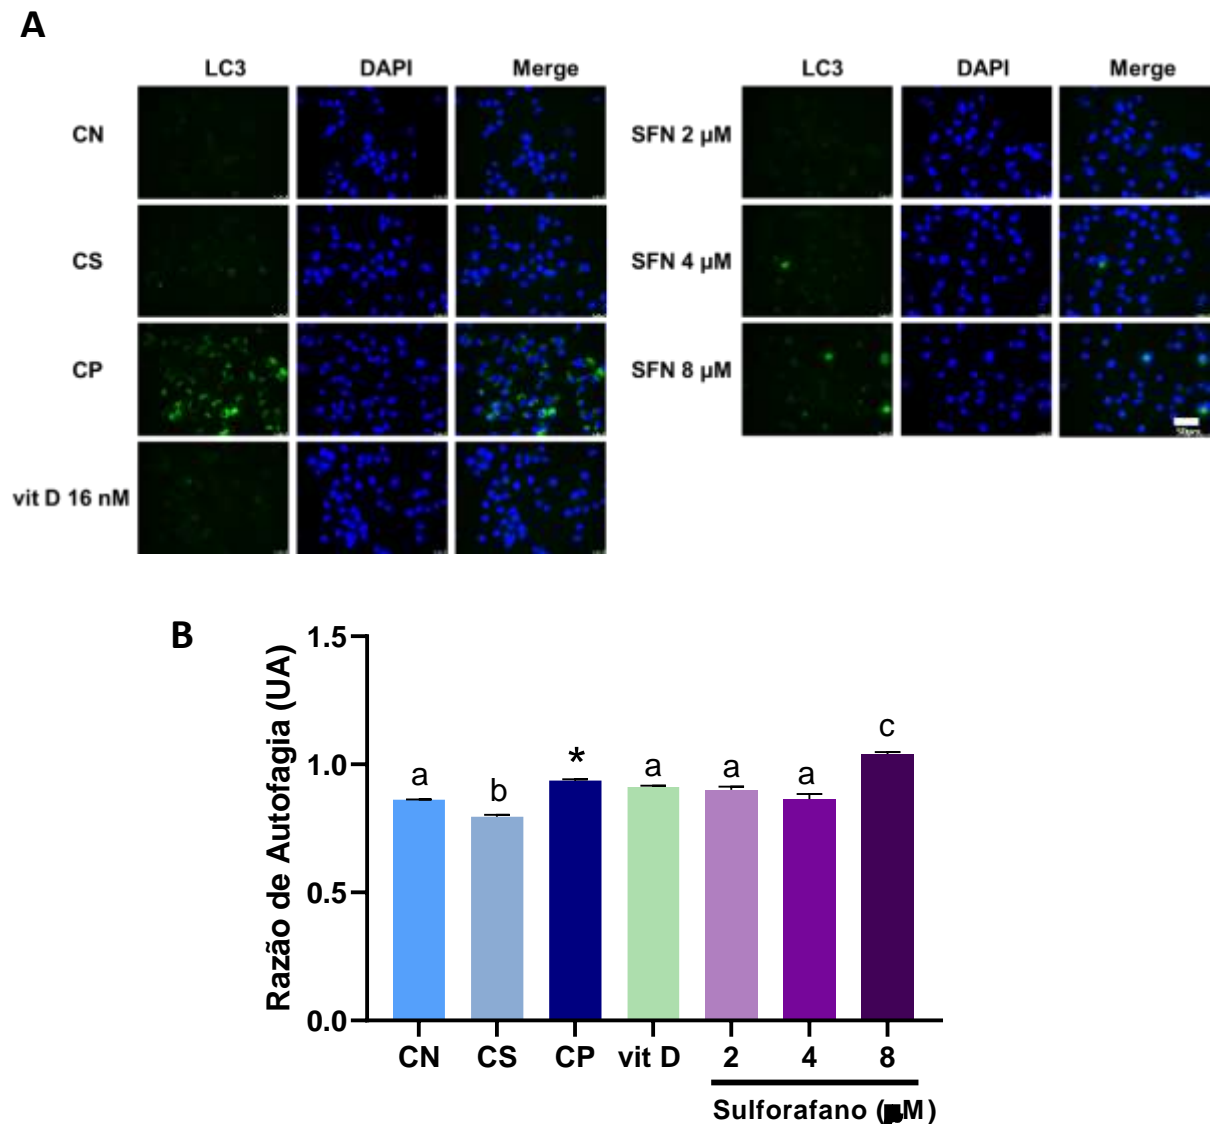 A
LC3 DAPI Merge
LC3 DAPI Merge
CN
SFN 2 µM
CS
SFN 4 µM
CP
SFN 8 µM
vit D 16 nM
B
Razão de Autofagia (UA)
1.5
1.0
0.5
0.0
a
b
*
a
a
a
c
CN CS CP vit D 2 4 8
Sulforafano (µM)